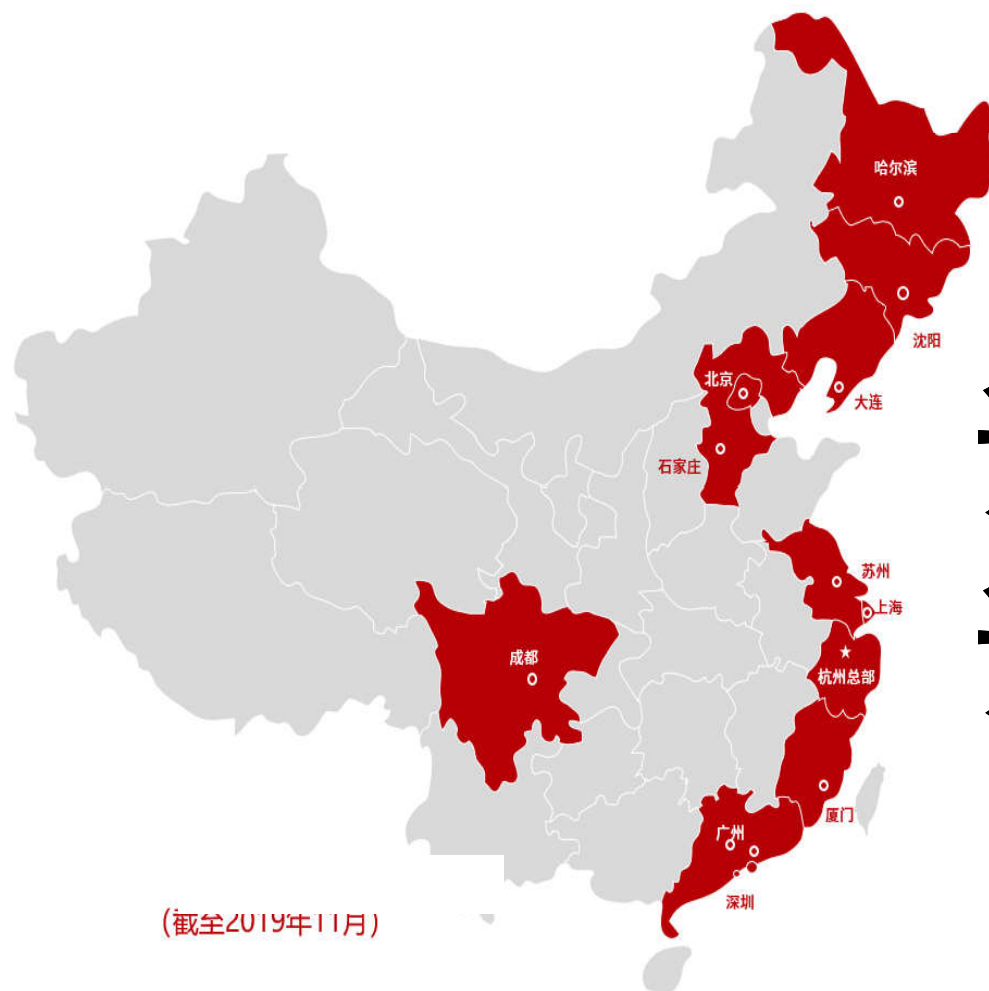 哈尔滨
沈阳
北京
大连
石家庄
苏州
上海
成都
杭州总部
厦门
广州
深圳
(截至2019年11月)